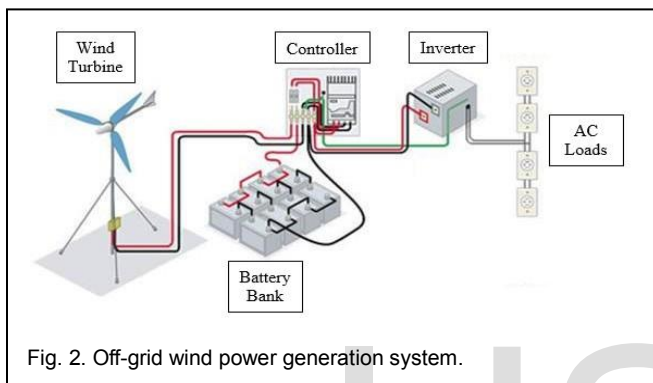 Wind
Turbine
Controller
Inverter
AC
Loads
Battery
Bank
Fig. 2. Off-grid wind power generation system.